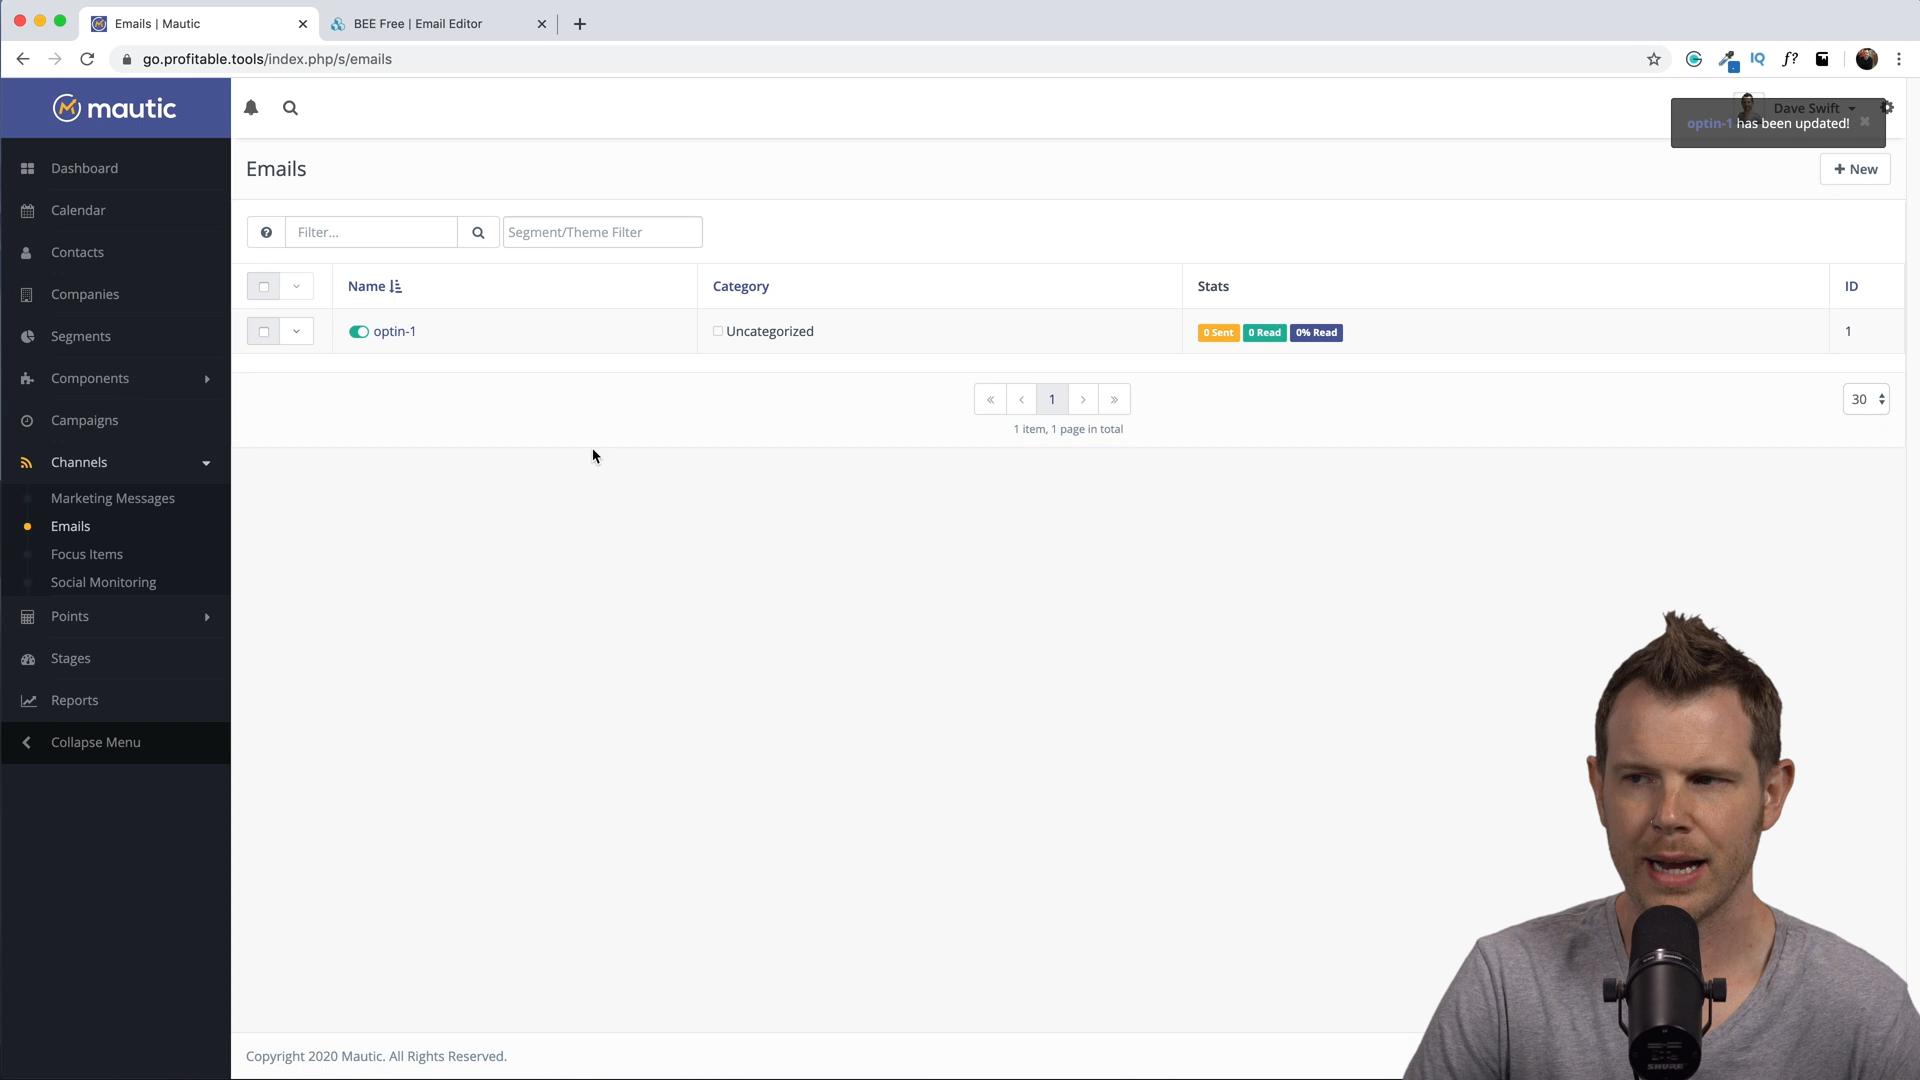 Emails | Mautic
BEE Free | Email Editor
go.profitable.tools/index.php/s/emails
IQ
f?
mautic
Dave Swift
optin-1 has been updated!
Dashboard
Calendar
Contacts
Companies
Segments
Components
Campaigns
Channels
Marketing Messages
Emails
Focus Items
Social Monitoring
Points
Stages
Reports
Collapse Menu
Emails
+ New
Filter...
Segment/Theme Filter
Name
Category
Stats
ID
optin-1
Uncategorized
0 Sent
0 Read
0% Read
1
« ‹ 1 › »
30
1 item, 1 page in total
Copyright 2020 Mautic. All Rights Reserved.
SHURE